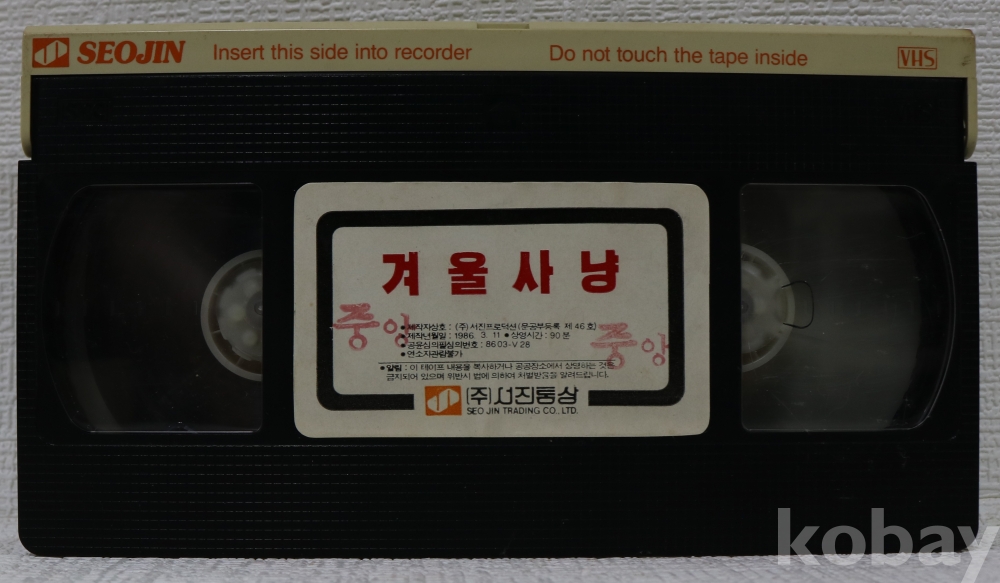 SEOJIN Insert this side into recorder Do not touch the tape inside VHS
겨울사냥
중앙 중앙
● 제작자상호 : (주) 서진프로덕션 (문공부등록 제 46 호)
● 제작년월일 : 1986. 3. 11 ● 상영시간 : 90분
● 공윤심의필심의번호 : 8603-V28
● 연소자관람불가
● 알림 : 이 테이프 내용을 복사하거나 공공장소에서 상영하는 것은
금지되어 있으며 위반시 법에 의하여 처벌받음을 알려드립니다.
(주)서진통상
SEO JIN TRADING CO., LTD.
kobay